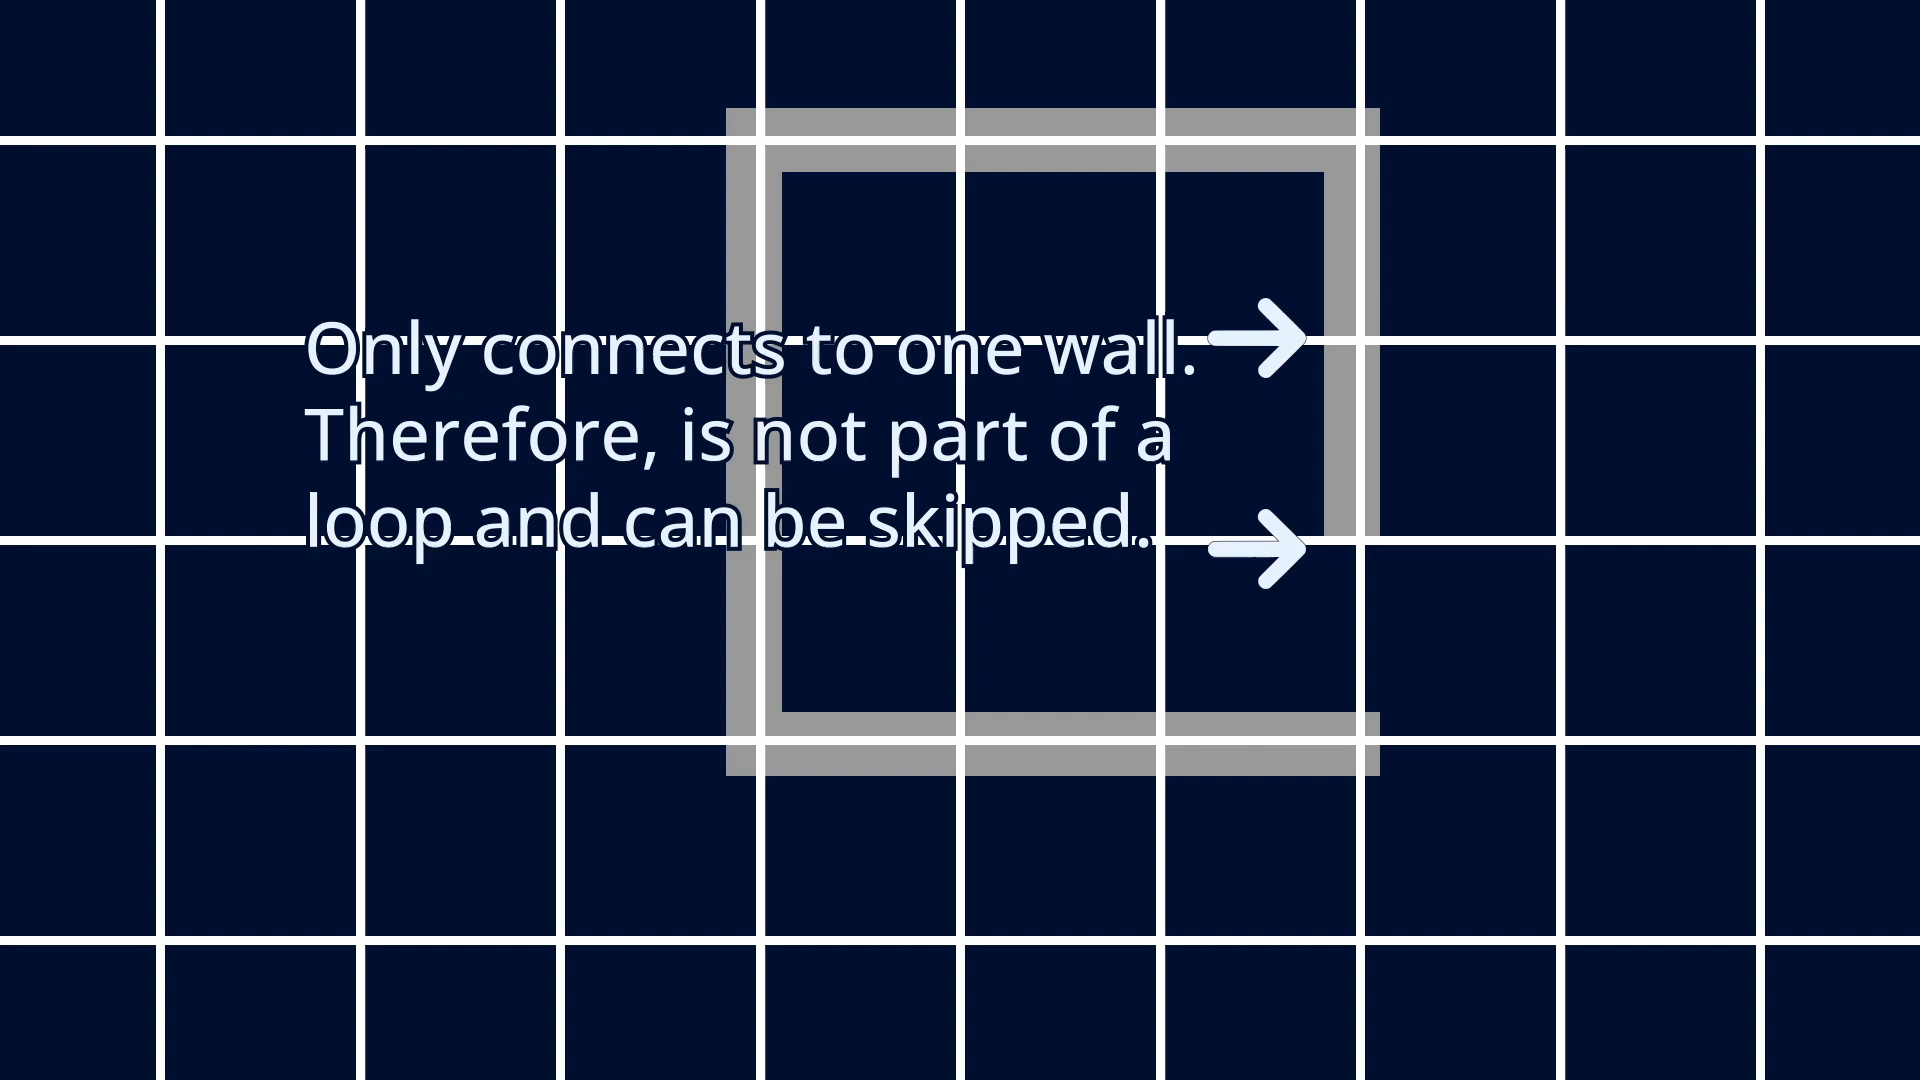 Only connects to one wall.
Therefore, is not part of a
loop and can be skipped.